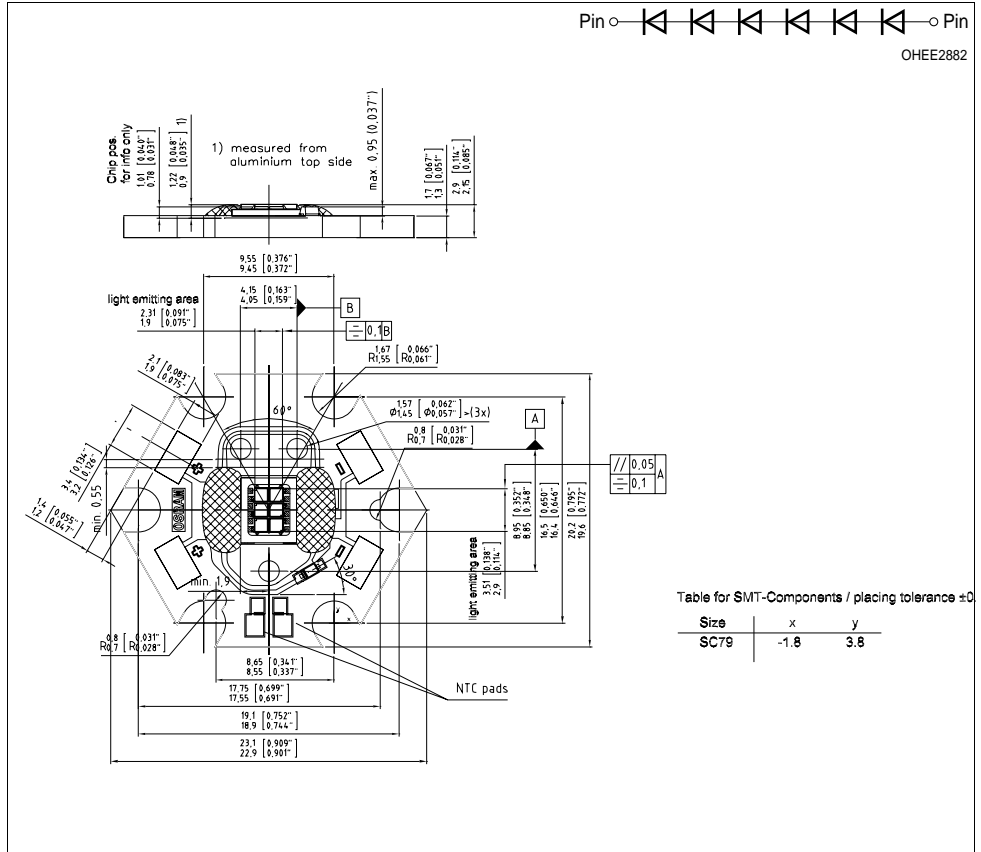 Pin
Pin
OHEE2882
Chip pos.
for info only
1,01 [0,040"]
0,78 [0,031"]
1,22 [0,048"]
0,9 [0,035"] 1)
1) measured from
aluminium top side
max. 0,95 (0,037")
1,7 [0,067"]
1,3 [0,051"]
2,9 [0,114"]
2,15 [0,085"]
9,55 [0,376"]
9,45 [0,372"]
light emitting area
4,15 [0,163"]
4,05 [0,159"]
B
2,31 [0,091"]
1,9 [0,075"]
0,1 B
1,67 [0,066"]
R1,55 [R0,061"]
2,1 [0,083"]
1,9 [0,075"]
60°
1,57 [0,062"]
Ø1,45 [Ø0,057"] (3x)
A
0,8 [0,031"]
R0,7 [R0,028"]
// 0,05
0,1
A
3,4 [0,134"]
3,2 [0,126"]
min. 0,55
1,4 [0,055"]
1,2 [0,047"]
OSRAM
8,95 [0,352"]
8,85 [0,348"]
16,5 [0,650"]
16,4 [0,646"]
20,2 [0,795"]
19,6 [0,772"]
light emitting area
3,51 [0,138"]
2,9 [0,114"]
30°
min. 1,9
y
x
0,8 [0,031"]
R0,7 [R0,028"]
8,65 [0,341"]
8,55 [0,337"]
NTC pads
17,75 [0,699"]
17,55 [0,691"]
19,1 [0,752"]
18,9 [0,744"]
23,1 [0,909"]
22,9 [0,901"]
Table for SMT-Components / placing tolerance ±0
Size x y
SC79 -1.8 3.8